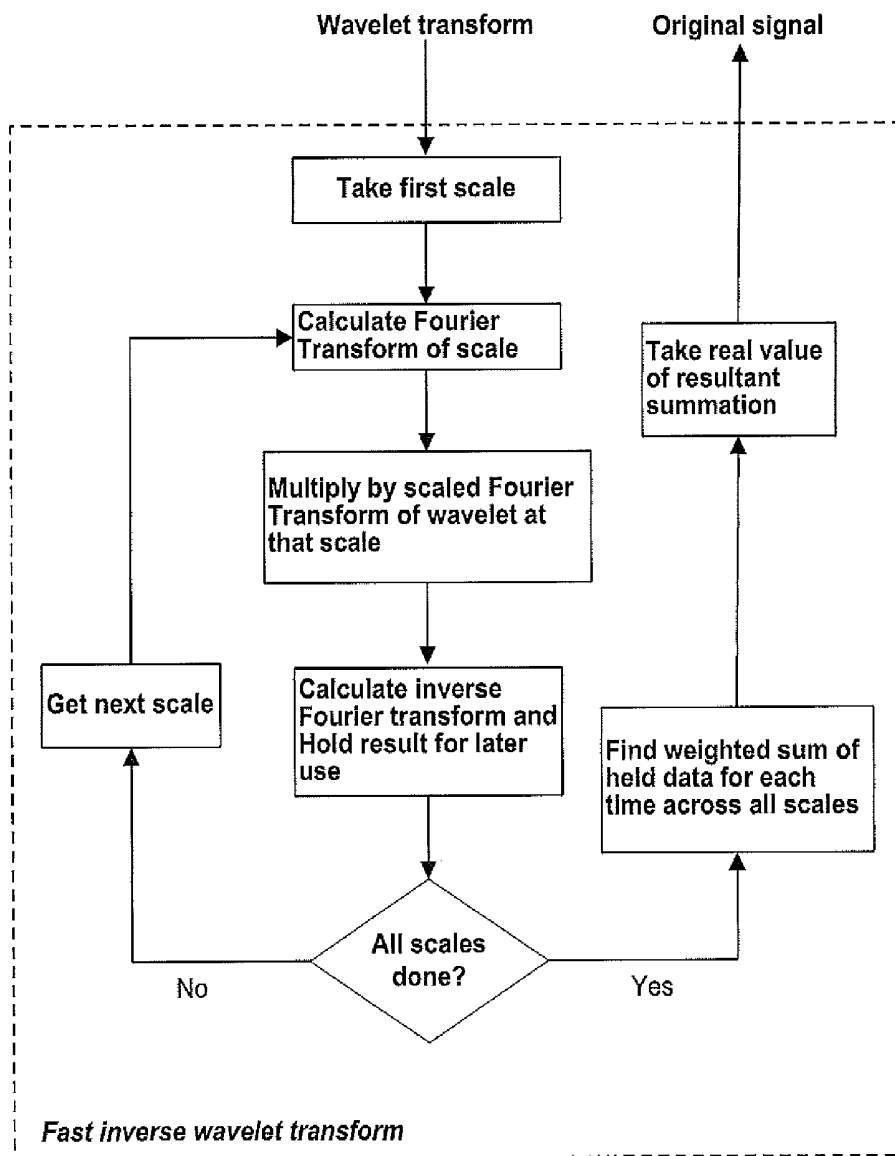 Wavelet transform
Original signal
Take first scale
Calculate Fourier
Transform of scale
Take real value
of resultant
summation
Multiply by scaled Fourier
Transform of wavelet at
that scale
Get next scale
Calculate inverse
Fourier transform and
Hold result for later
use
Find weighted sum of
held data for each
time across all scales
All scales
done?
No
Yes
Fast inverse wavelet transform